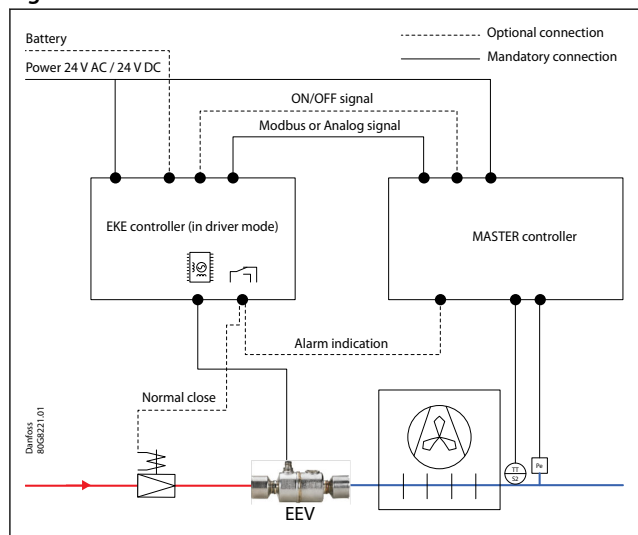 Battery
Power 24 V AC / 24 V DC
Optional connection
Mandatory connection
ON/OFF signal
Modbus or Analog signal
EKE controller (in driver mode)
MASTER controller
Alarm indication
Normal close
Danfoss
80G8221.01
EEV
TT
S2
Pe